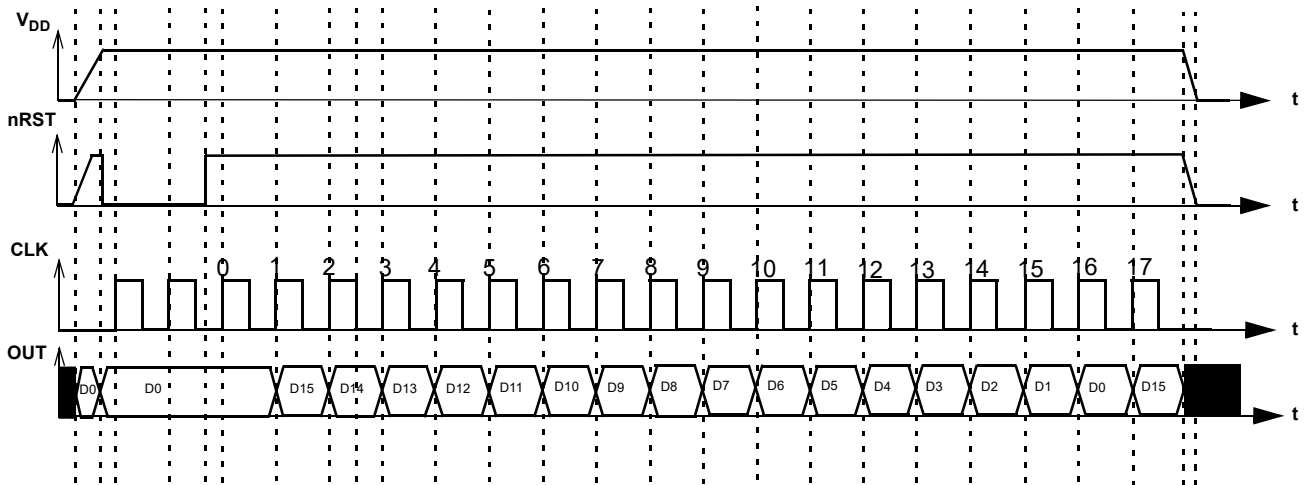 VDD
t
nRST
t
CLK
0 1 2 3 4 5 6 7 8 9 10 11 12 13 14 15 16 17
t
OUT
D0 D0 D15 D14 D13 D12 D11 D10 D9 D8 D7 D6 D5 D4 D3 D2 D1 D0 D15
t